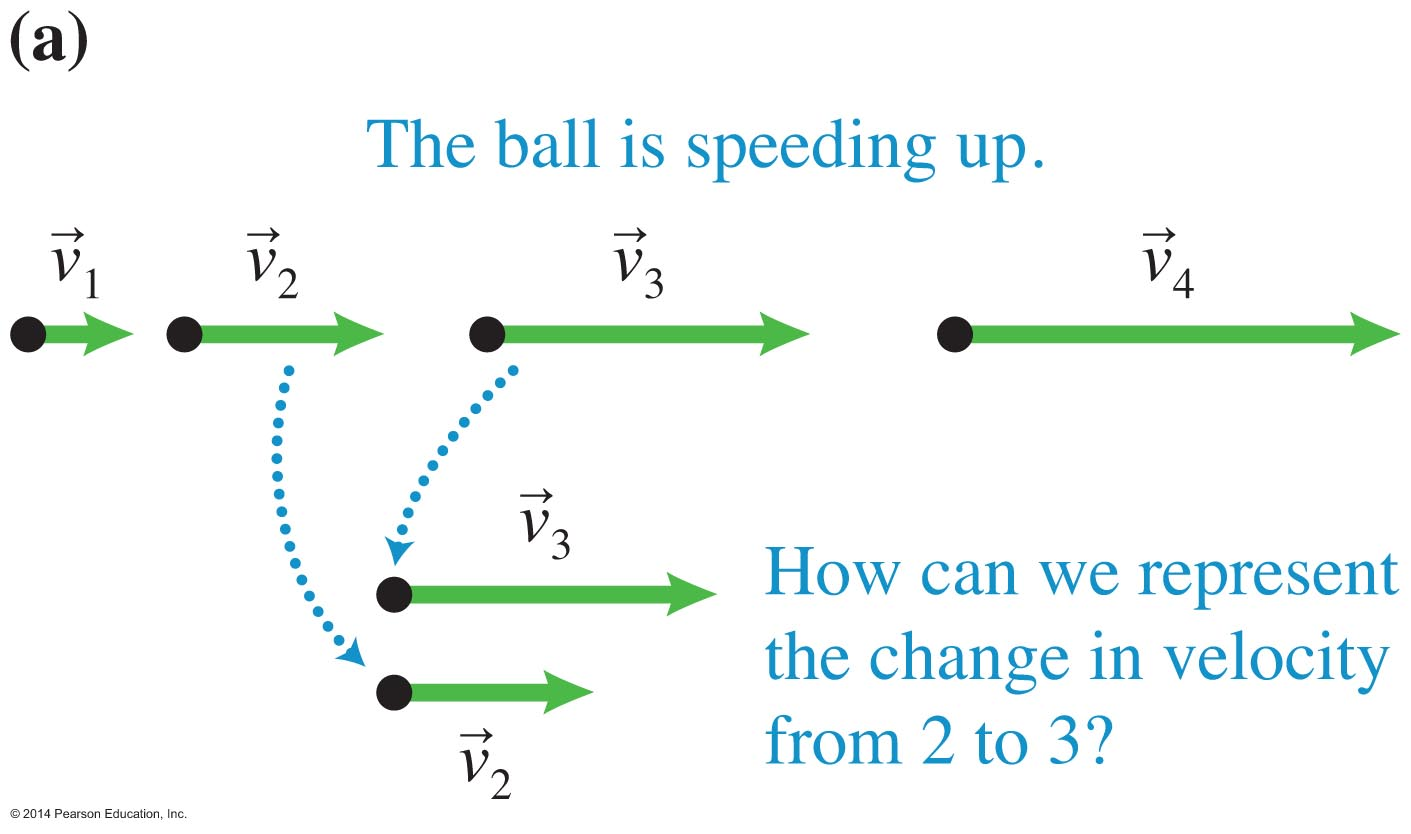 (a)
The ball is speeding up.
v⃗₁ v⃗₂ v⃗₃ v⃗₄
v⃗₃
How can we represent
the change in velocity
from 2 to 3?
v⃗₂
© 2014 Pearson Education, Inc.